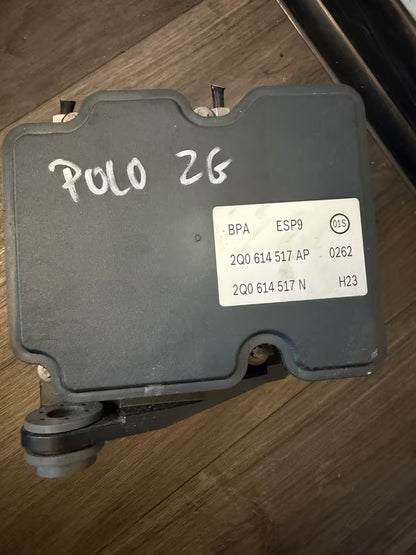 POLO 2G
BPA ESP9 01S
2Q0 614 517 AP 0262
2Q0 614 517 N H23